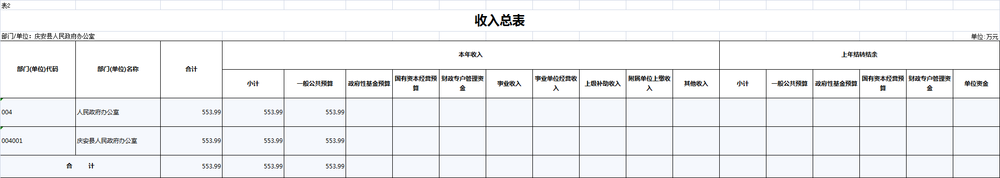 表2
收入总表
部门/单位：庆安县人民政府办公室
单位:万元
部门(单位)代码
部门(单位)名称
合计
本年收入
上年结转结余
小计
一般公共预算
政府性基金预算
国有资本经营预
算
财政专户管理资
金
事业收入
事业单位经营收
入
上级补助收入
附属单位上缴收
入
其他收入
小计
一般公共预算
政府性基金预算
国有资本经营预
算
财政专户管理资
金
单位资金
004 人民政府办公室 553.99 553.99 553.99
004001 庆安县人民政府办公室 553.99 553.99 553.99
合 计 553.99 553.99 553.99